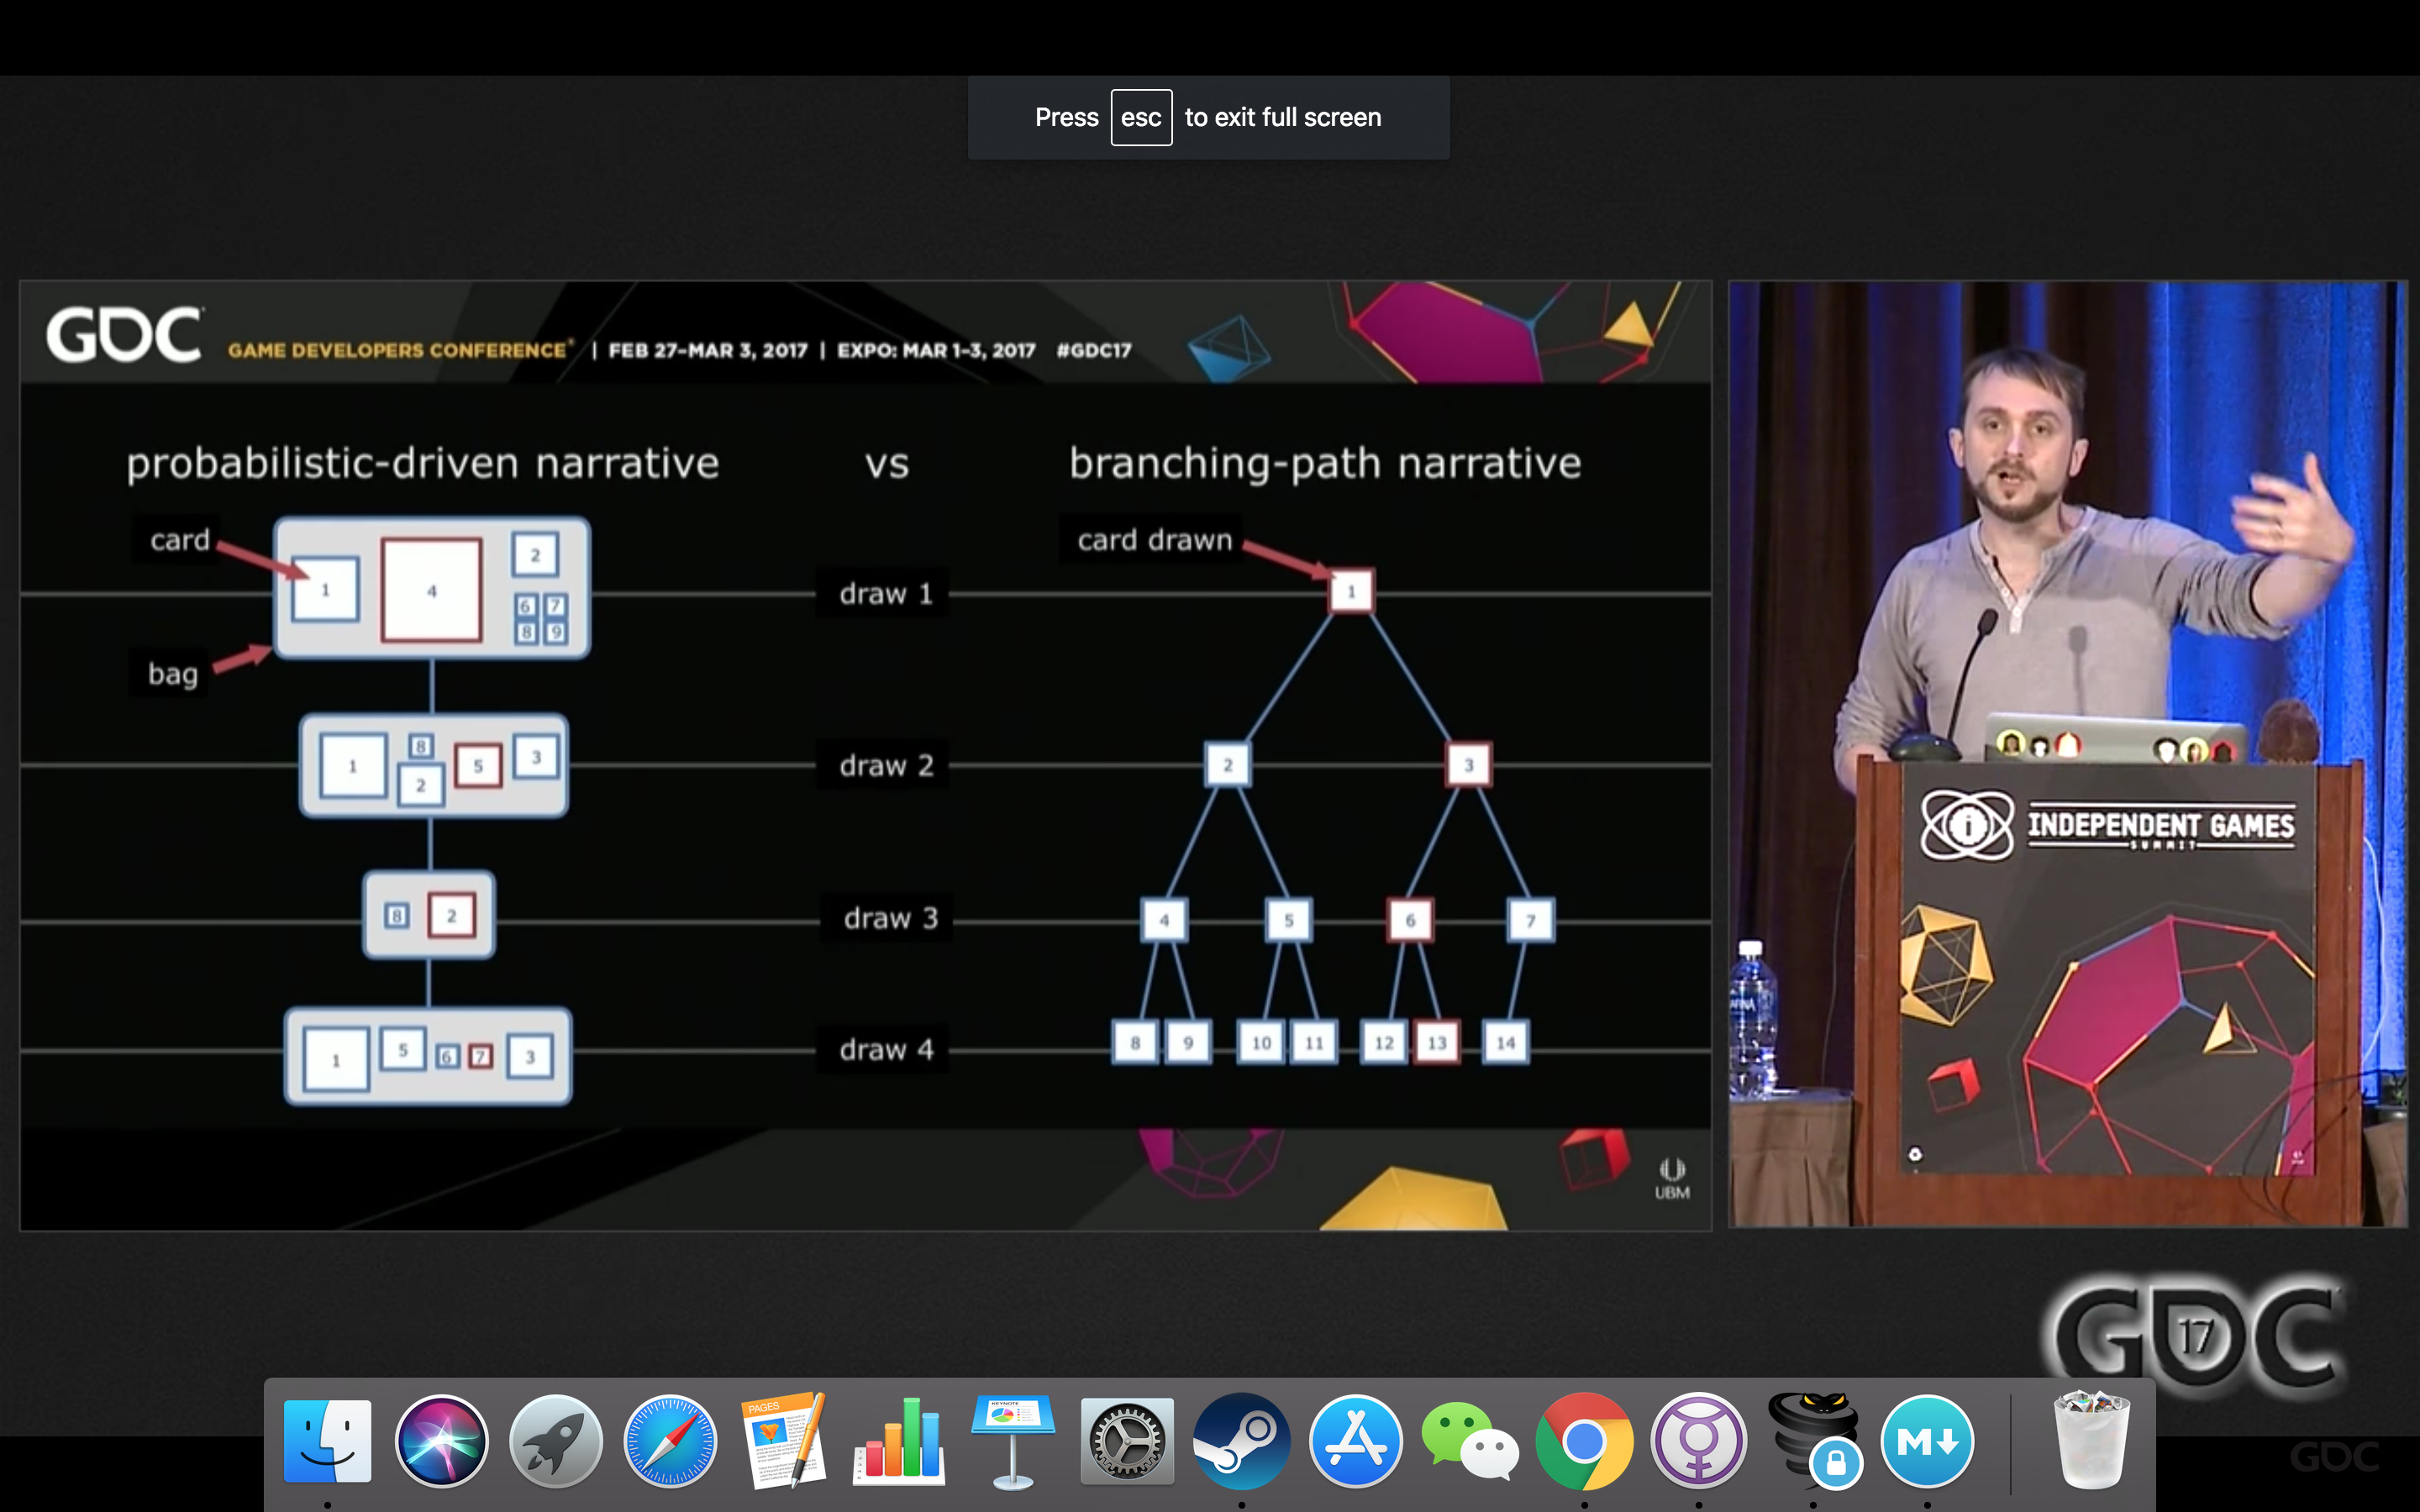 Press esc to exit full screen
GDC GAME DEVELOPERS CONFERENCE® | FEB 27–MAR 3, 2017 | EXPO: MAR 1–3, 2017 #GDC17
probabilistic-driven narrative vs branching-path narrative
card
1 4 2
6 7
8 9
bag
draw 1
card drawn
1
1 8 2 5 3
draw 2
2 3
8 2
draw 3
4 5 6 7
1 5 6 7 3
draw 4
8 9 10 11 12 13 14
UBM
INDEPENDENT GAMES
SUMMIT
GDC
17
PAGES
KEYNOTE
M
GDC